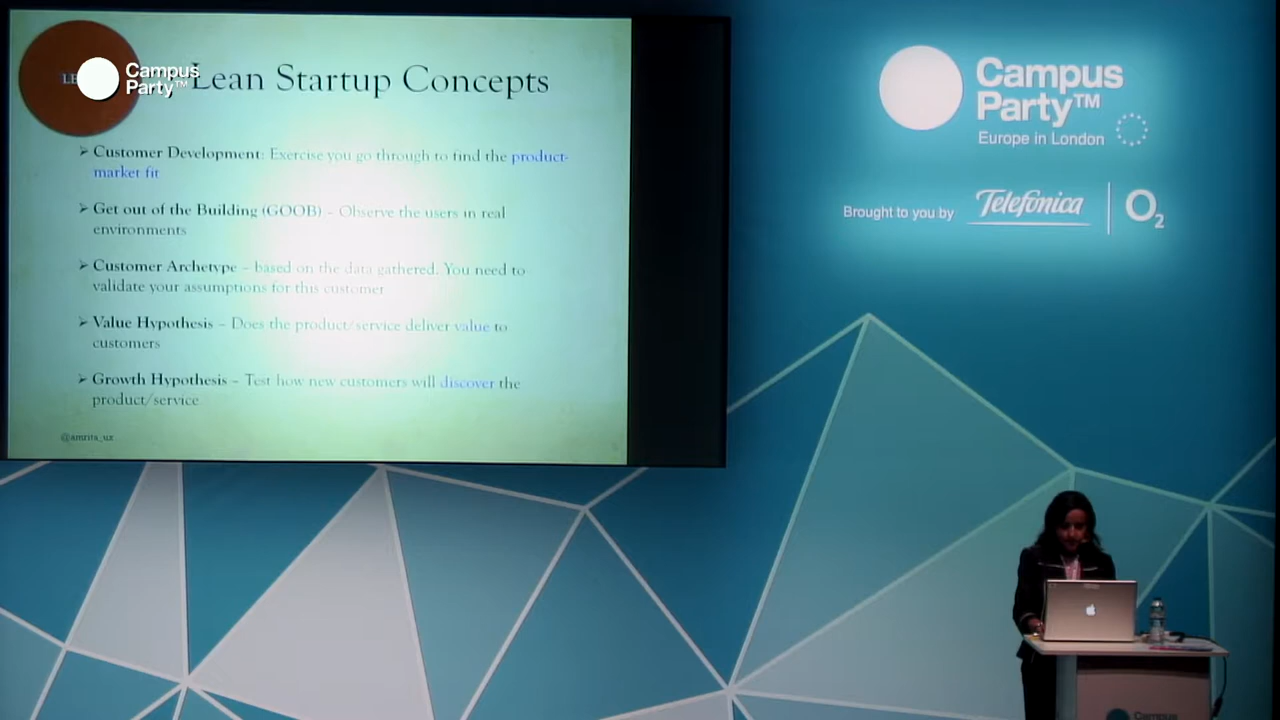 Campus
Party™
Lean Startup Concepts
➢ Customer Development: Exercise you go through to find the product-
market fit
➢ Get out of the Building (GOOB) – Observe the users in real
environments
➢ Customer Archetype – based on the data gathered. You need to
validate your assumptions for this customer
➢ Value Hypothesis – Does the product/service deliver value to
customers
➢ Growth Hypothesis – Test how new customers will discover the
product/service
@amrita_ux
Campus
Party™
Europe in London
Brought to you by Telefónica O2
Campus